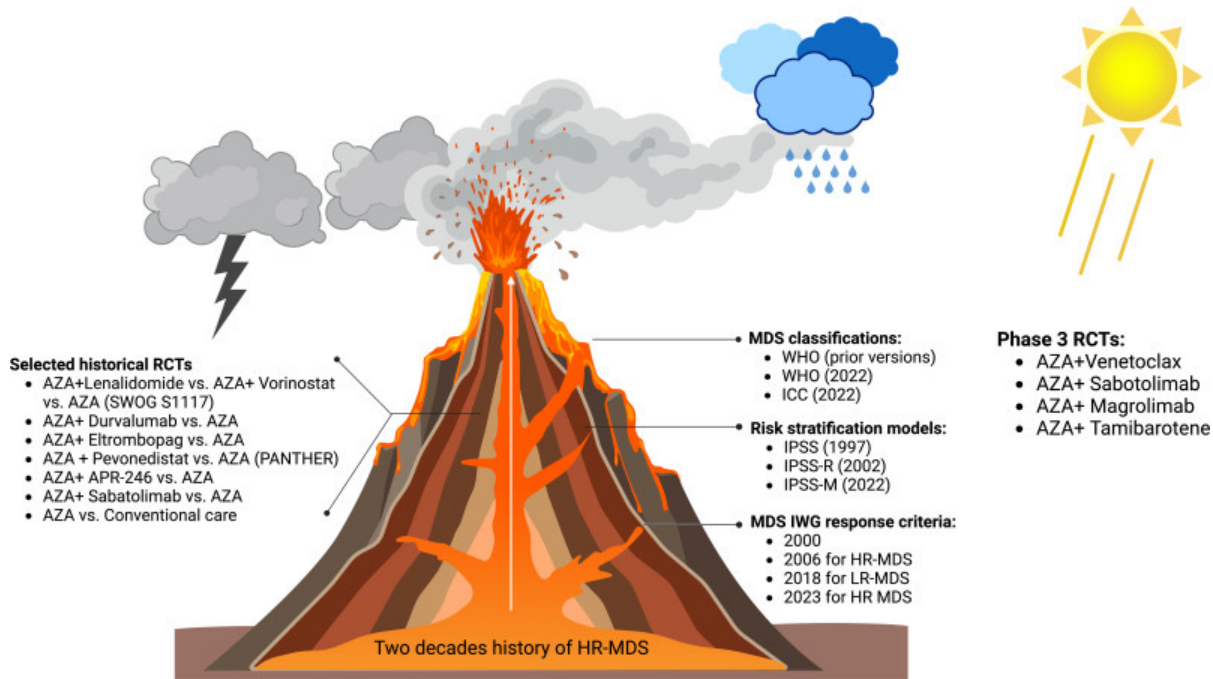 Selected historical RCTs
• AZA+Lenalidomide vs. AZA+ Vorinostat
vs. AZA (SWOG S1117)
• AZA+ Durvalumab vs. AZA
• AZA+ Eltrombopag vs. AZA
• AZA + Pevonedistat vs. AZA (PANTHER)
• AZA+ APR-246 vs. AZA
• AZA+ Sabatolimab vs. AZA
• AZA vs. Conventional care
MDS classifications:
• WHO (prior versions)
• WHO (2022)
• ICC (2022)
Risk stratification models:
• IPSS (1997)
• IPSS-R (2002)
• IPSS-M (2022)
MDS IWG response criteria:
• 2000
• 2006 for HR-MDS
• 2018 for LR-MDS
• 2023 for HR MDS
Phase 3 RCTs:
• AZA+Venetoclax
• AZA+ Sabotolimab
• AZA+ Magrolimab
• AZA+ Tamibarotene
Two decades history of HR-MDS